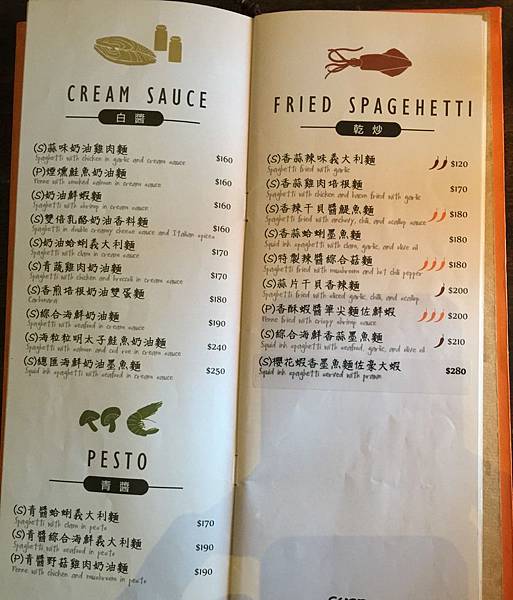 CREAM SAUCE
白醬
(S)蒜味奶油雞肉麵
Spaghetti with chicken in garlic and cream sauce $160
(P)煙燻鮭魚奶油麵
Penne with smoked salmon in cream sauce $160
(S)奶油鮮蝦麵
Spaghetti with shrimp in cream sauce $160
(S)雙倍乳酪奶油香料麵
Spaghetti in double creamy cheese sauce and Italian spices $160
(S)奶油蛤蜊義大利麵
Spaghetti with clam in cream sauce $170
(S)青蔬雞肉奶油麵
Spaghetti with chicken and broccoli in cream sauce $170
(S)香煎培根奶油雙蛋麵
Carbonara $180
(S)綜合海鮮奶油麵
Spaghetti with seafood in cream sauce $190
(S)海粒粒明太子鮭魚奶油麵
Spaghetti with salmon and cod roe in cream sauce $240
(S)總匯海鮮奶油墨魚麵
Squid ink spaghetti with seafood in cream sauce $250
PESTO
青醬
(S)青醬蛤蜊義大利麵
Spaghetti with clam in pesto $170
(S)青醬綜合海鮮義大利麵
Spaghetti with seafood in pesto $190
(P)青醬野菇雞肉奶油麵
Penne with chicken and mushroom in pesto $190
FRIED SPAGEHETTI
乾炒
(S)香蒜辣味義大利麵
Spaghetti fried with garlic $120
(S)香蒜雞肉培根麵
Spaghetti with chicken and bacon fried with garlic $170
(S)香辣干貝醬鯷魚麵
Spaghetti fried with anchovy, chili, and scallop sauce $180
(S)香蒜蛤蜊墨魚麵
Squid ink spaghetti with clam, garlic, and olive oil $180
(S)特製辣醬綜合菇麵
Spaghetti fried with mushroom and hot chili pepper $180
(S)蒜片干貝香辣麵
Spaghetti fried with sliced garlic, chili, and scallop $200
(P)香酥蝦醬筆尖麵佐鮮蝦
Penne fried with crispy shrimp sauce $200
(S)綜合海鮮香蒜墨魚麵
Squid ink spaghetti with seafood, garlic, and olive oil $210
(S)櫻花蝦香墨魚麵佐豪大蝦
Squid ink spaghetti served with prawn $280